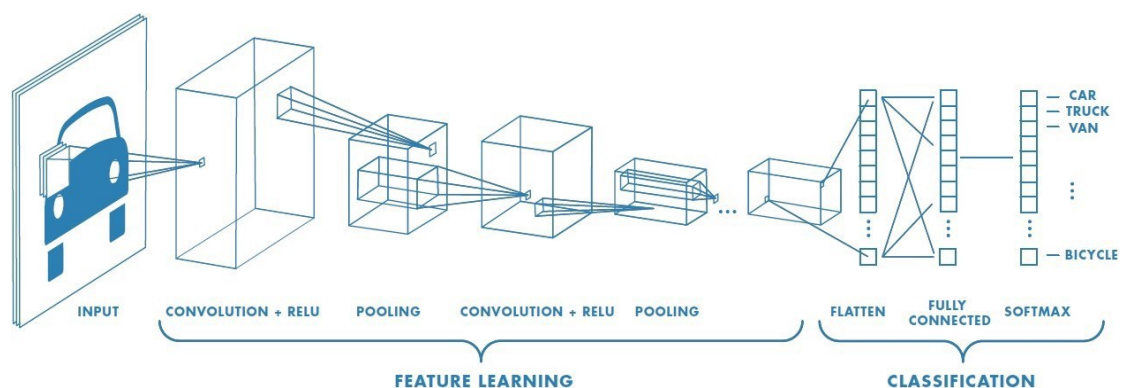 CAR
TRUCK
VAN
BICYCLE
INPUT
CONVOLUTION + RELU
POOLING
CONVOLUTION + RELU
POOLING
FLATTEN
FULLY
CONNECTED
SOFTMAX
FEATURE LEARNING
CLASSIFICATION